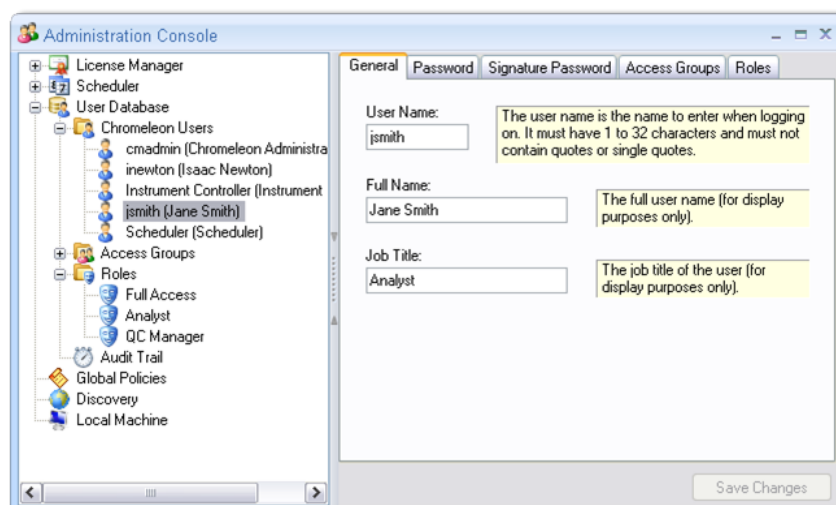 Administration Console
License Manager
Scheduler
User Database
Chromeleon Users
cmadmin (Chromeleon Administra
inewton (Isaac Newton)
Instrument Controller (Instrument
jsmith (Jane Smith)
Scheduler (Scheduler)
Access Groups
Roles
Full Access
Analyst
QC Manager
Audit Trail
Global Policies
Discovery
Local Machine
General Password Signature Password Access Groups Roles
User Name:
jsmith
The user name is the name to enter when logging
on. It must have 1 to 32 characters and must not
contain quotes or single quotes.
Full Name:
Jane Smith
The full user name (for display
purposes only).
Job Title:
Analyst
The job title of the user (for
display purposes only).
Save Changes